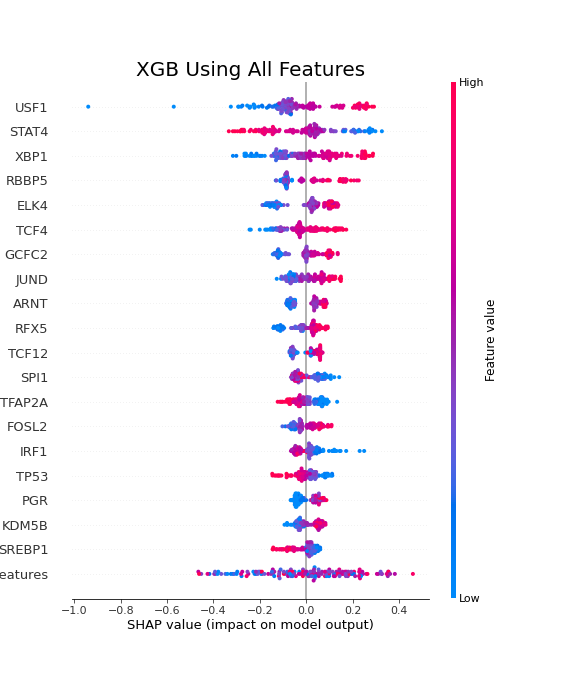 XGB Using All Features
High
USF1
STAT4
XBP1
RBBP5
ELK4
TCF4
GCFC2
JUND
ARNT
RFX5
TCF12
SPI1
TFAP2A
FOSL2
IRF1
TP53
PGR
KDM5B
SREBP1
eatures
Feature value
Low
−1.0 −0.8 −0.6 −0.4 −0.2 0.0 0.2 0.4
SHAP value (impact on model output)